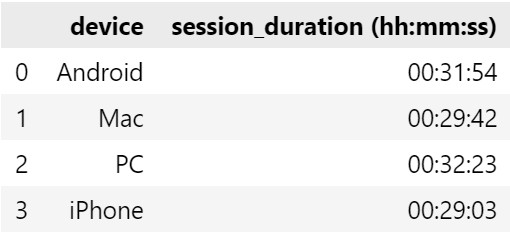 device session_duration (hh:mm:ss)
0 Android 00:31:54
1 Mac 00:29:42
2 PC 00:32:23
3 iPhone 00:29:03